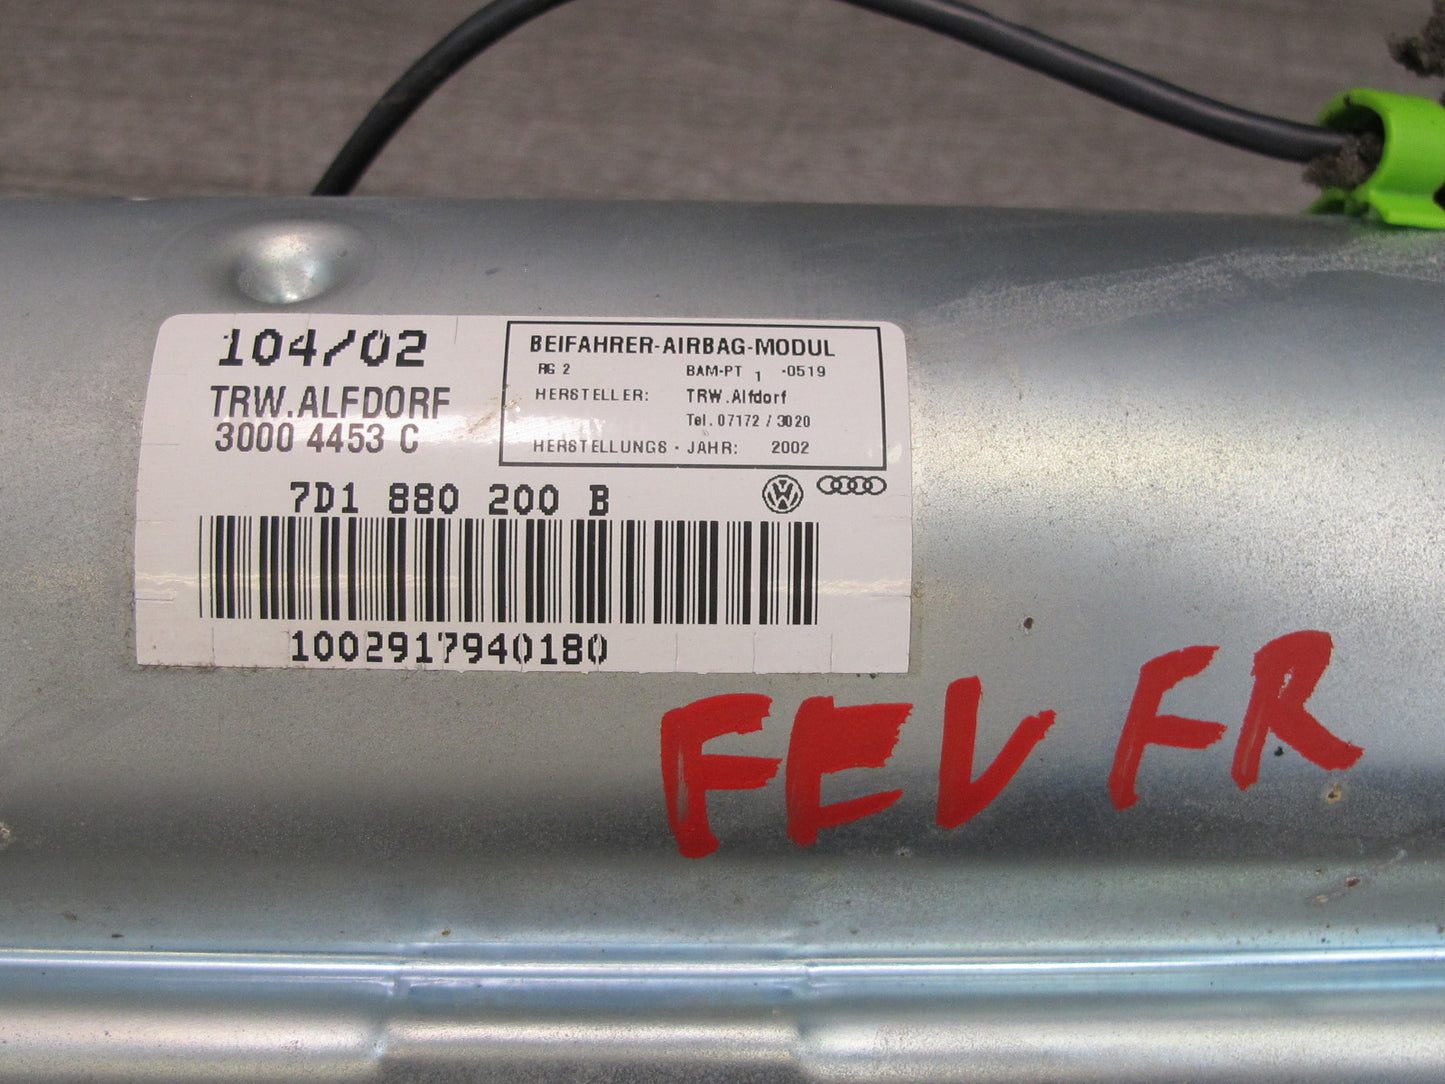 104/02
TRW.ALFDORF
3000 4453 C
BEIFAHRER-AIRBAG-MODUL
RG 2 BAM-PT 1 -0519
HERSTELLER: TRW.Alfdorf
Tel. 07172 / 3020
HERSTELLUNGS - JAHR: 2002
7D1 880 200 B
VW
1002917940180
FEV FR